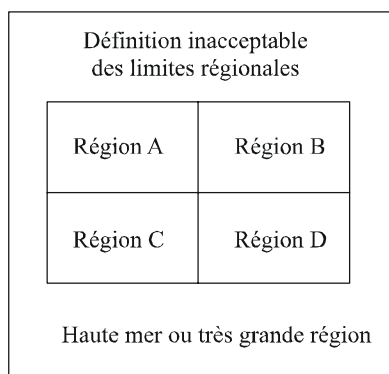 Définition inacceptable
des limites régionales
Région A Région B
Région C Région D
Haute mer ou très grande région